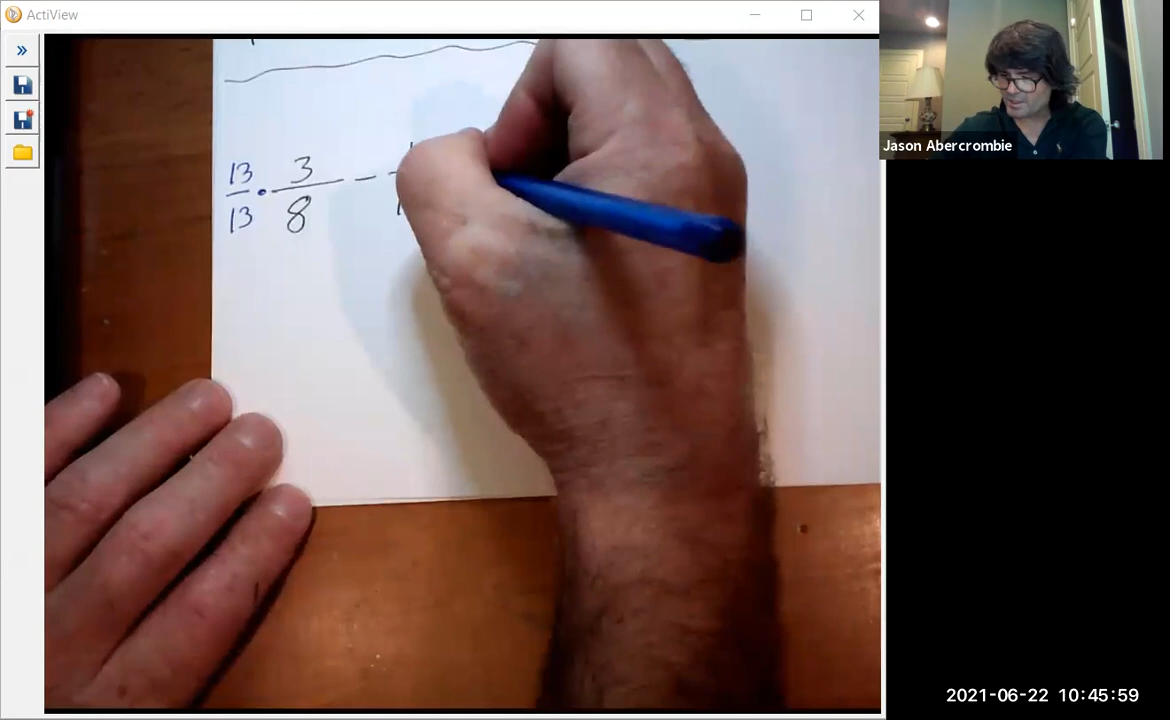 ActiView
Jason Abercrombie
13 3
— · — -
13 8
2021-06-22 10:45:59